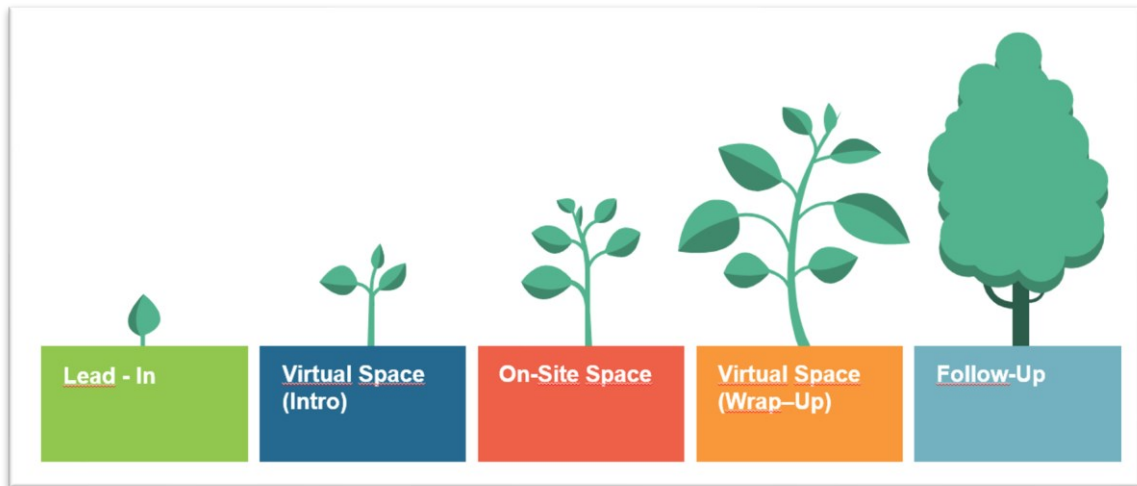 Lead - In
Virtual Space
(Intro)
On-Site Space
Virtual Space
(Wrap–Up)
Follow-Up